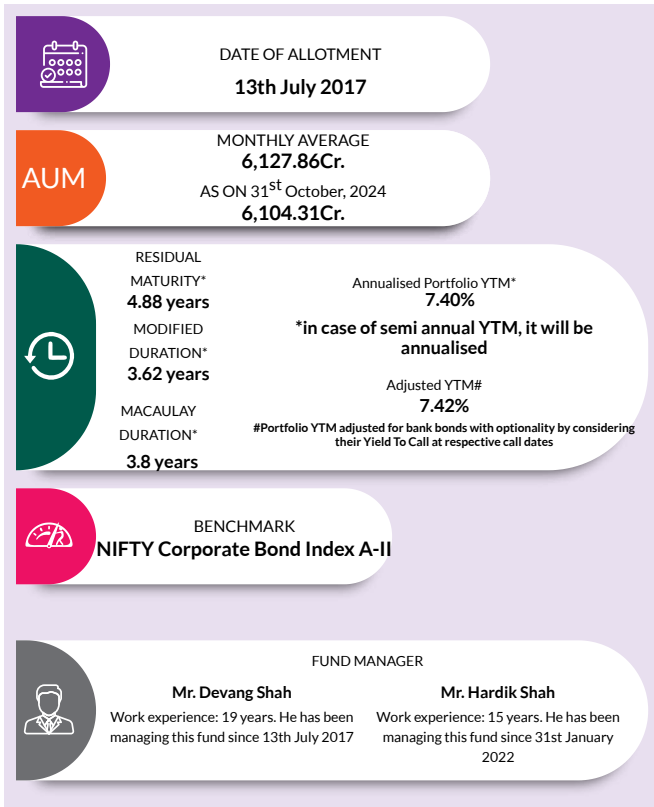 DATE OF ALLOTMENT
13th July 2017
AUM
MONTHLY AVERAGE
6,127.86Cr.
AS ON 31st October, 2024
6,104.31Cr.
RESIDUAL
MATURITY*
4.88 years
MODIFIED
DURATION*
3.62 years
MACAULAY
DURATION*
3.8 years
Annualised Portfolio YTM*
7.40%
*in case of semi annual YTM, it will be
annualised
Adjusted YTM#
7.42%
#Portfolio YTM adjusted for bank bonds with optionality by considering
their Yield To Call at respective call dates
BENCHMARK
NIFTY Corporate Bond Index A-II
FUND MANAGER
Mr. Devang Shah
Work experience: 19 years. He has been
managing this fund since 13th July 2017
Mr. Hardik Shah
Work experience: 15 years. He has been
managing this fund since 31st January
2022